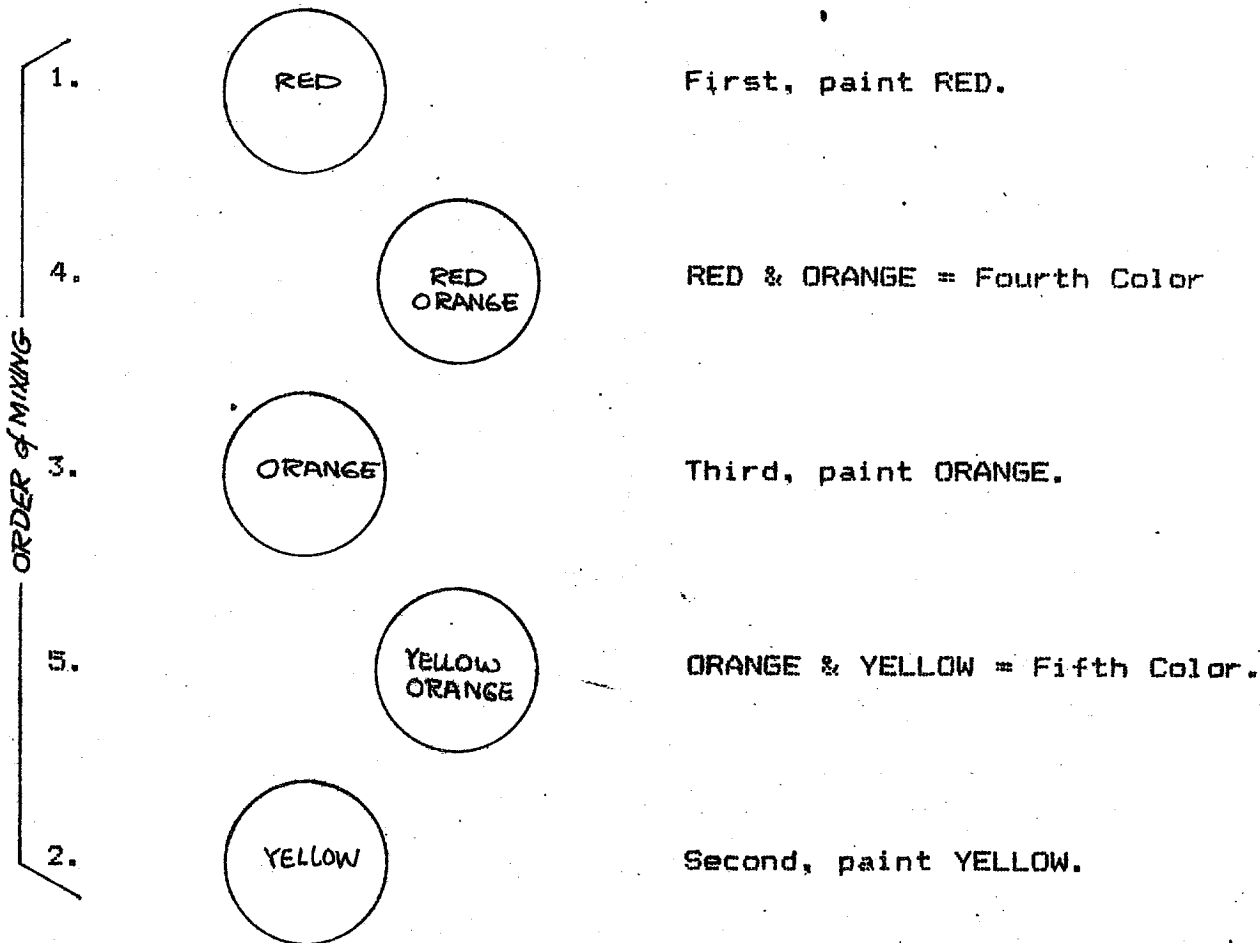 ORDER of MIXING
1.
RED
First, paint RED.
4.
RED
ORANGE
RED & ORANGE = Fourth Color
3.
ORANGE
Third, paint ORANGE.
5.
YELLOW
ORANGE
ORANGE & YELLOW = Fifth Color.
2.
YELLOW
Second, paint YELLOW.